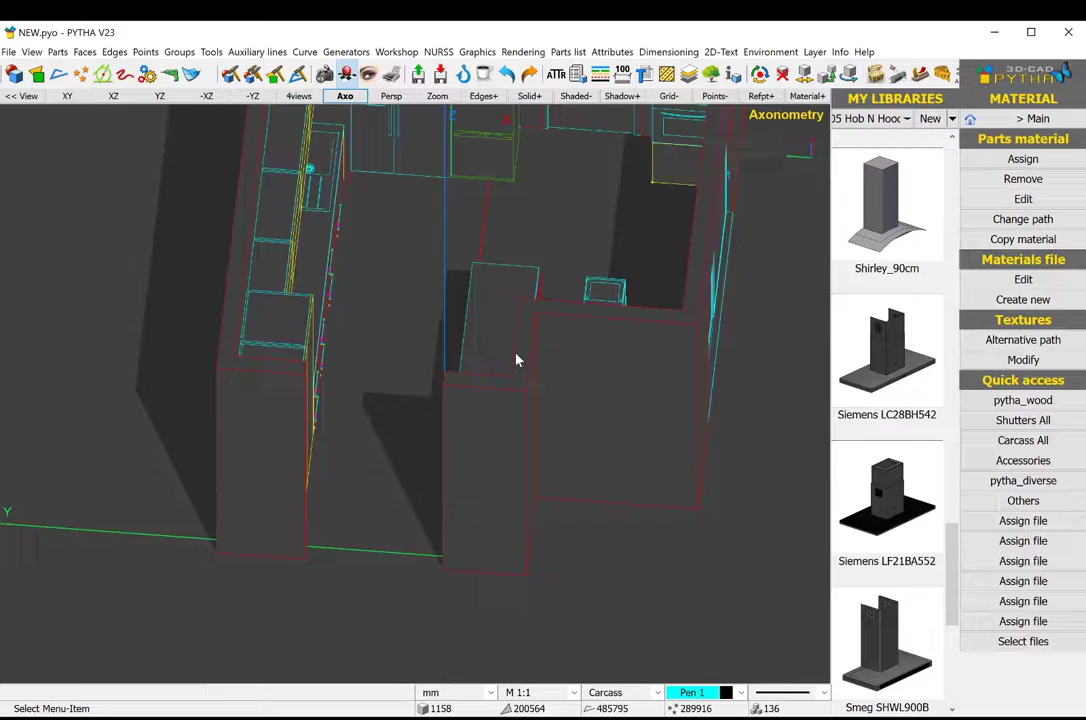 NEW.pyo - PYTHA V23
File View Parts Faces Edges Points Groups Tools Auxiliary lines Curve Generators Workshop NURSS Graphics Rendering Parts list Attributes Dimensioning 2D-Text Environment Layer Info Help
ATTR 100 3D-CAD PYTHA
<< View XY XZ YZ -XZ -YZ 4views Axo Persp Zoom Edges+ Solid+ Shaded- Shadow+ Grid- Points- Refpt+ Material+
MY LIBRARIES MATERIAL
05 Hob N Hoo New > Main
Axonometry
Z
X
Y
Shirley_90cm
Siemens LC28BH542
Siemens LF21BA552
Smeg SHWL900B
Parts material
Assign
Remove
Edit
Change path
Copy material
Materials file
Edit
Create new
Textures
Alternative path
Modify
Quick access
pytha_wood
Shutters All
Carcass All
Accessories
pytha_diverse
Others
Assign file
Assign file
Assign file
Assign file
Assign file
Assign file
Select files
mm M 1:1 Carcass Pen 1
Select Menu-Item 1158 200564 485795 289916 136